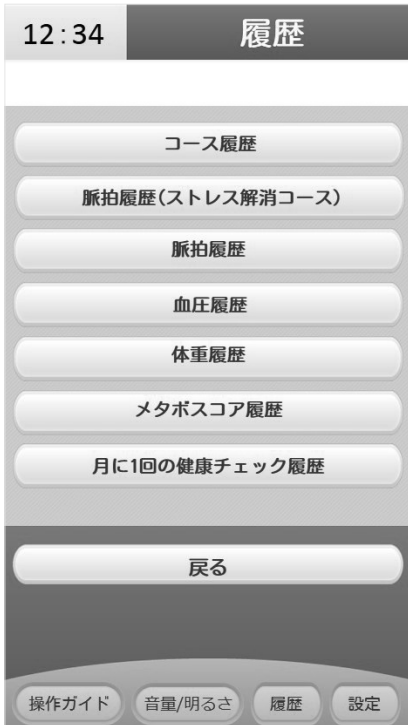 12:34
履歴
コース履歴
脈拍履歴(ストレス解消コース)
脈拍履歴
血圧履歴
体重履歴
メタボスコア履歴
月に1回の健康チェック履歴
戻る
操作ガイド
音量/明るさ
履歴
設定